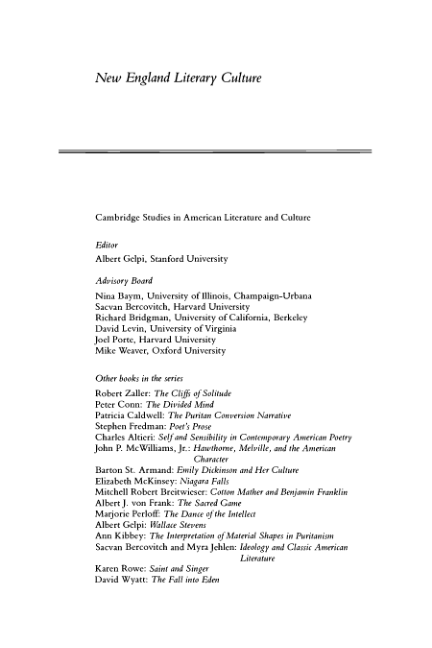 New England Literary Culture
Cambridge Studies in American Literature and Culture
Editor
Albert Gelpi, Stanford University
Advisory Board
Nina Baym, University of Illinois, Champaign-Urbana
Sacvan Bercovitch, Harvard University
Richard Bridgman, University of California, Berkeley
David Levin, University of Virginia
Joel Porte, Harvard University
Mike Weaver, Oxford University
Other books in the series
Robert Zaller: The Cliffs of Solitude
Peter Conn: The Divided Mind
Patricia Caldwell: The Puritan Conversion Narrative
Stephen Fredman: Poet's Prose
Charles Altieri: Self and Sensibility in Contemporary American Poetry
John P. McWilliams, Jr.: Hawthorne, Melville, and the American
Character
Barton St. Armand: Emily Dickinson and Her Culture
Elizabeth McKinsey: Niagara Falls
Mitchell Robert Breitwieser: Cotton Mather and Benjamin Franklin
Albert J. von Frank: The Sacred Game
Marjorie Perloff: The Dance of the Intellect
Albert Gelpi: Wallace Stevens
Ann Kibbey: The Interpretation of Material Shapes in Puritanism
Sacvan Bercovitch and Myra Jehlen: Ideology and Classic American
Literature
Karen Rowe: Saint and Singer
David Wyatt: The Fall into Eden